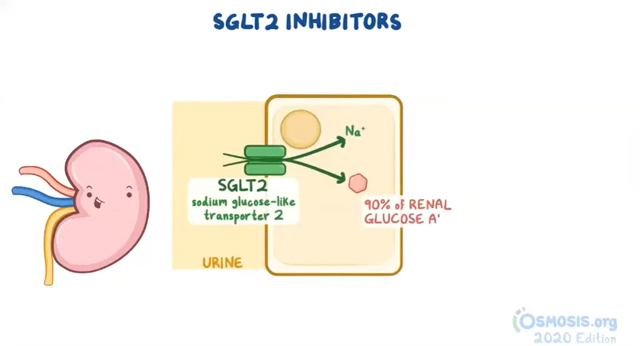 SGLT2 INHIBITORS
Na⁺
SGLT2
sodium glucose-like
transporter 2
90% of RENAL
GLUCOSE A'
URINE
OSMOSIS.org
2020 Edition